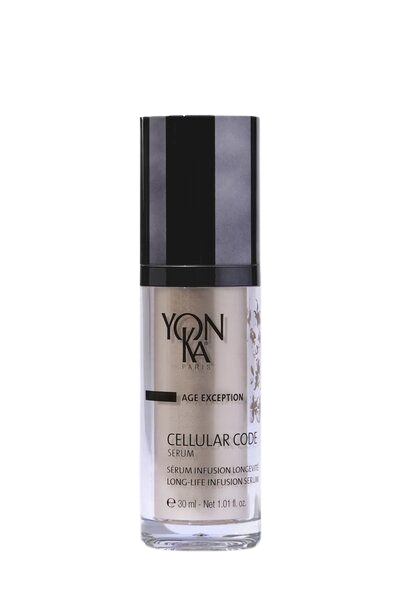 YON
KA®
PARIS
AGE EXCEPTION
CELLULAR CODE
SERUM
SÉRUM INFUSION LONGÉVITÉ
LONG-LIFE INFUSION SERUM
℮ 30 ml - Net 1.01 fl. oz.